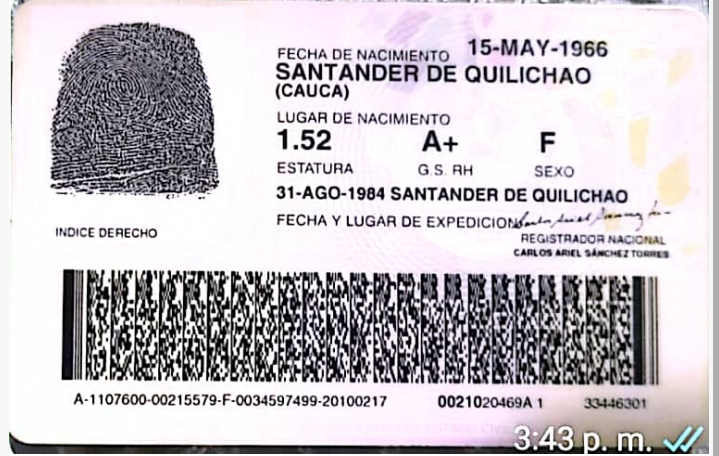 FECHA DE NACIMIENTO 15-MAY-1966
SANTANDER DE QUILICHAO
(CAUCA)
LUGAR DE NACIMIENTO
1.52 A+ F
ESTATURA G.S. RH SEXO
31-AGO-1984 SANTANDER DE QUILICHAO
FECHA Y LUGAR DE EXPEDICION
INDICE DERECHO
REGISTRADOR NACIONAL
CARLOS ARIEL SÁNCHEZ TORRES
A-1107600-00215579-F-0034597499-20100217 0021020469A 1 33446301
3:43 p. m.